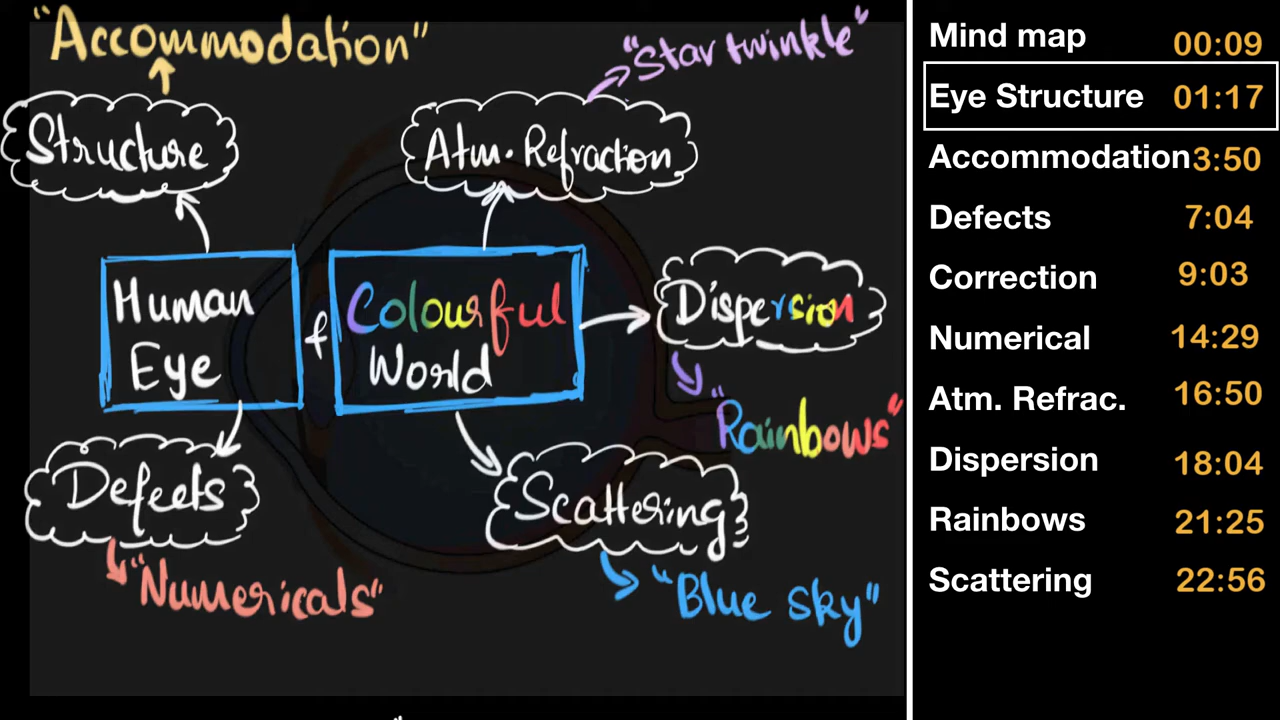 "Accommodation"
"Star twinkle"
Structure
Atm. Refraction
Human
Eye
&
Colourful
World
Dispersion
"Rainbows"
Defects
Scattering
"Numericals"
"Blue sky"
Mind map 00:09
Eye Structure 01:17
Accommodation 3:50
Defects 7:04
Correction 9:03
Numerical 14:29
Atm. Refrac. 16:50
Dispersion 18:04
Rainbows 21:25
Scattering 22:56